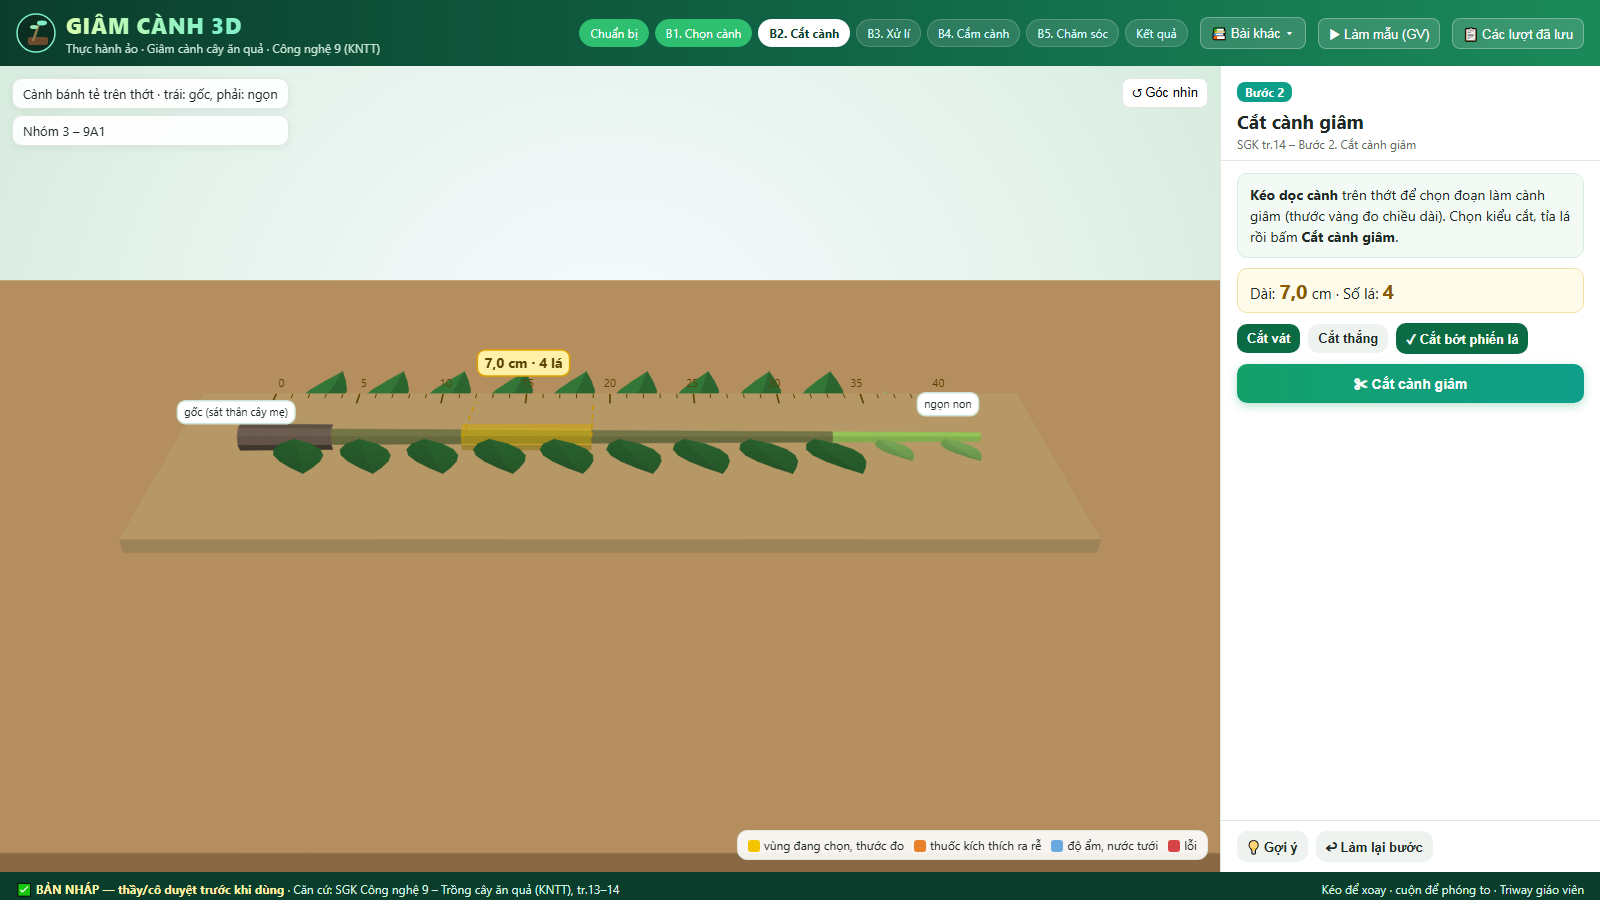 GIÂM CÀNH 3D
Thực hành ảo · Giâm cành cây ăn quả · Công nghệ 9 (KNTT)
Chuẩn bị
B1. Chọn cành
B2. Cắt cành
B3. Xử lí
B4. Cắm cành
B5. Chăm sóc
Kết quả
Bài khác
Làm mẫu (GV)
Các lượt đã lưu
Cành bánh tẻ trên thớt · trái: gốc, phải: ngọn
Nhóm 3 – 9A1
Góc nhìn
7,0 cm · 4 lá
0 5 10 15 20 25 30 35 40
gốc (sát thân cây mẹ)
ngọn non
vùng đang chọn, thước đo
thuốc kích thích ra rễ
độ ẩm, nước tưới
lỗi
Bước 2
Cắt cành giâm
SGK tr.14 – Bước 2. Cắt cành giâm
Kéo dọc cành trên thớt để chọn đoạn làm cành
giâm (thước vàng đo chiều dài). Chọn kiểu cắt, tỉa lá
rồi bấm Cắt cành giâm.
Dài: 7,0 cm · Số lá: 4
Cắt vát
Cắt thẳng
✓ Cắt bớt phiến lá
Cắt cành giâm
Gợi ý
Làm lại bước
BẢN NHÁP — thầy/cô duyệt trước khi dùng · Căn cứ: SGK Công nghệ 9 – Trồng cây ăn quả (KNTT), tr.13–14
Kéo để xoay · cuộn để phóng to · Triway giáo viên